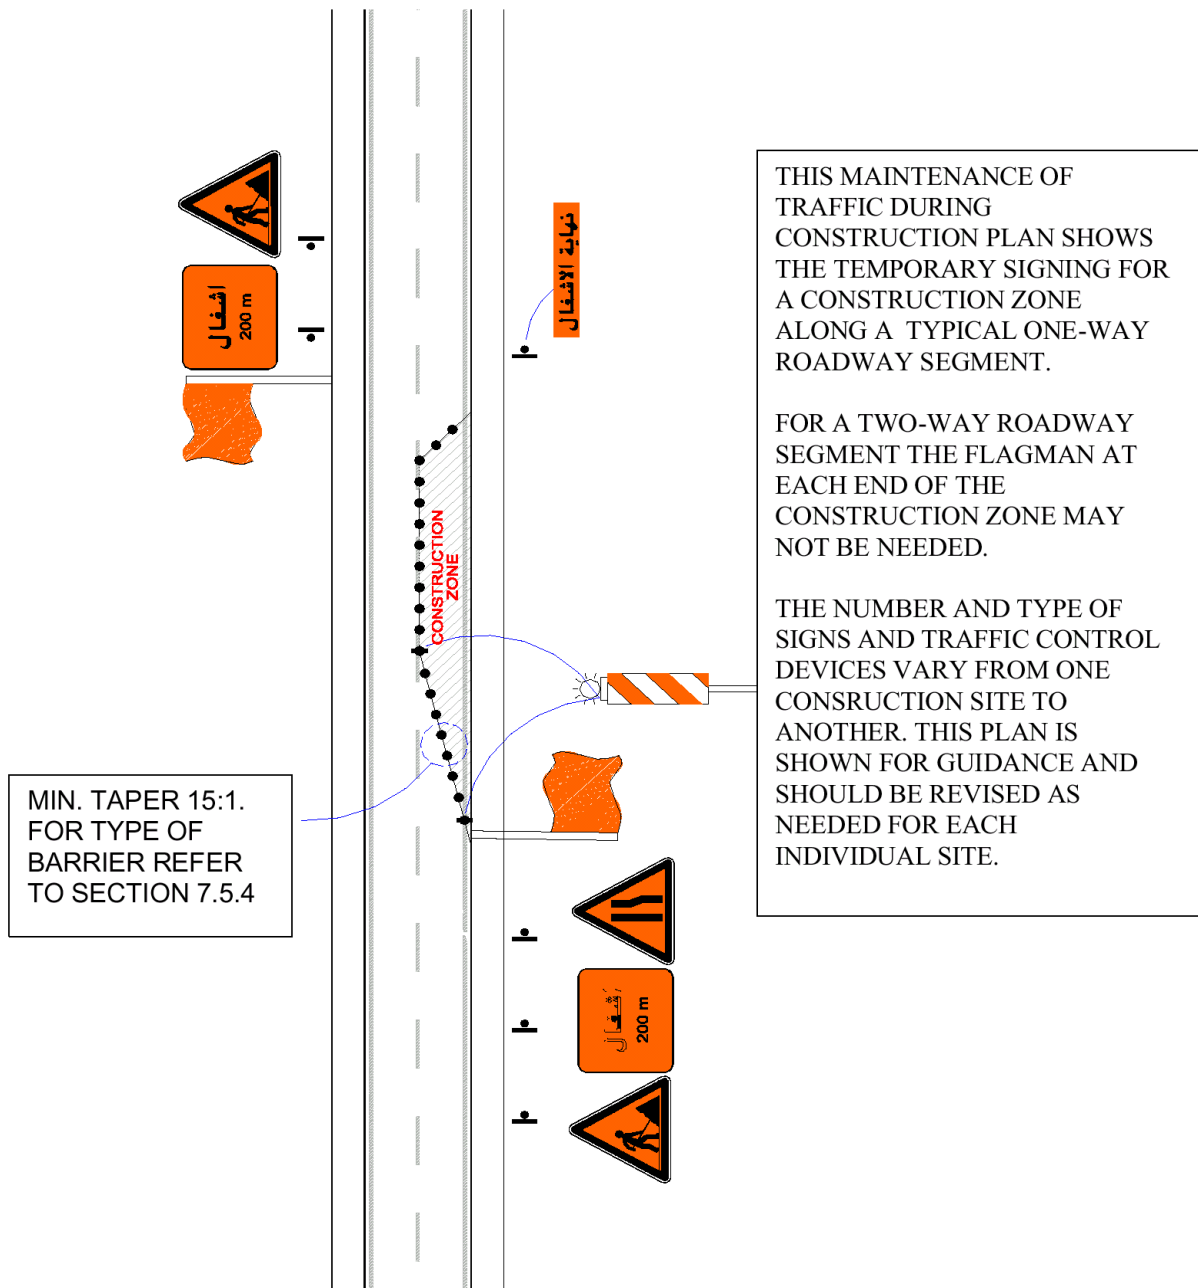 اشغال
200 m
نهاية الاشغال
THIS MAINTENANCE OF
TRAFFIC DURING
CONSTRUCTION PLAN SHOWS
THE TEMPORARY SIGNING FOR
A CONSTRUCTION ZONE
ALONG A TYPICAL ONE-WAY
ROADWAY SEGMENT.
FOR A TWO-WAY ROADWAY
SEGMENT THE FLAGMAN AT
EACH END OF THE
CONSTRUCTION ZONE MAY
NOT BE NEEDED.
THE NUMBER AND TYPE OF
SIGNS AND TRAFFIC CONTROL
DEVICES VARY FROM ONE
CONSRUCTION SITE TO
ANOTHER. THIS PLAN IS
SHOWN FOR GUIDANCE AND
SHOULD BE REVISED AS
NEEDED FOR EACH
INDIVIDUAL SITE.
CONSTRUCTION
ZONE
MIN. TAPER 15:1.
FOR TYPE OF
BARRIER REFER
TO SECTION 7.5.4
أشغال
200 m